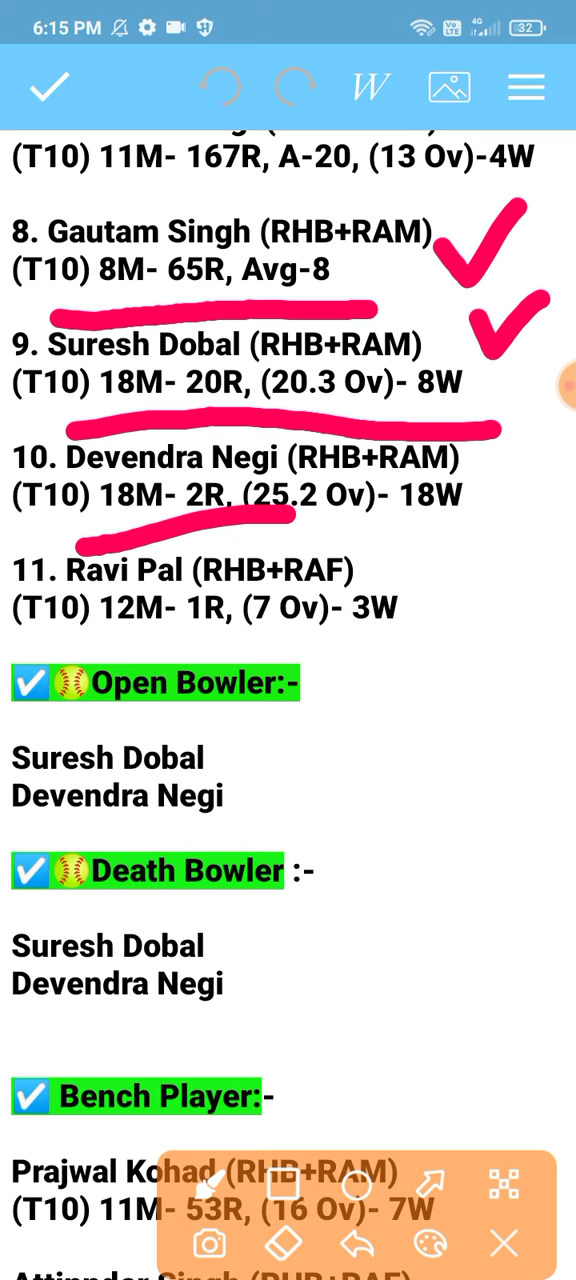 6:15 PM
4G
32
W
(T10) 11M- 167R, A-20, (13 Ov)-4W
8. Gautam Singh (RHB+RAM)
(T10) 8M- 65R, Avg-8
9. Suresh Dobal (RHB+RAM)
(T10) 18M- 20R, (20.3 Ov)- 8W
10. Devendra Negi (RHB+RAM)
(T10) 18M- 2R, (25.2 Ov)- 18W
11. Ravi Pal (RHB+RAF)
(T10) 12M- 1R, (7 Ov)- 3W
✅🥎Open Bowler:-
Suresh Dobal
Devendra Negi
✅🥎Death Bowler :-
Suresh Dobal
Devendra Negi
✅ Bench Player:-
Prajwal Kohad (RHB+RAM)
(T10) 11M- 53R, (16 Ov)- 7W